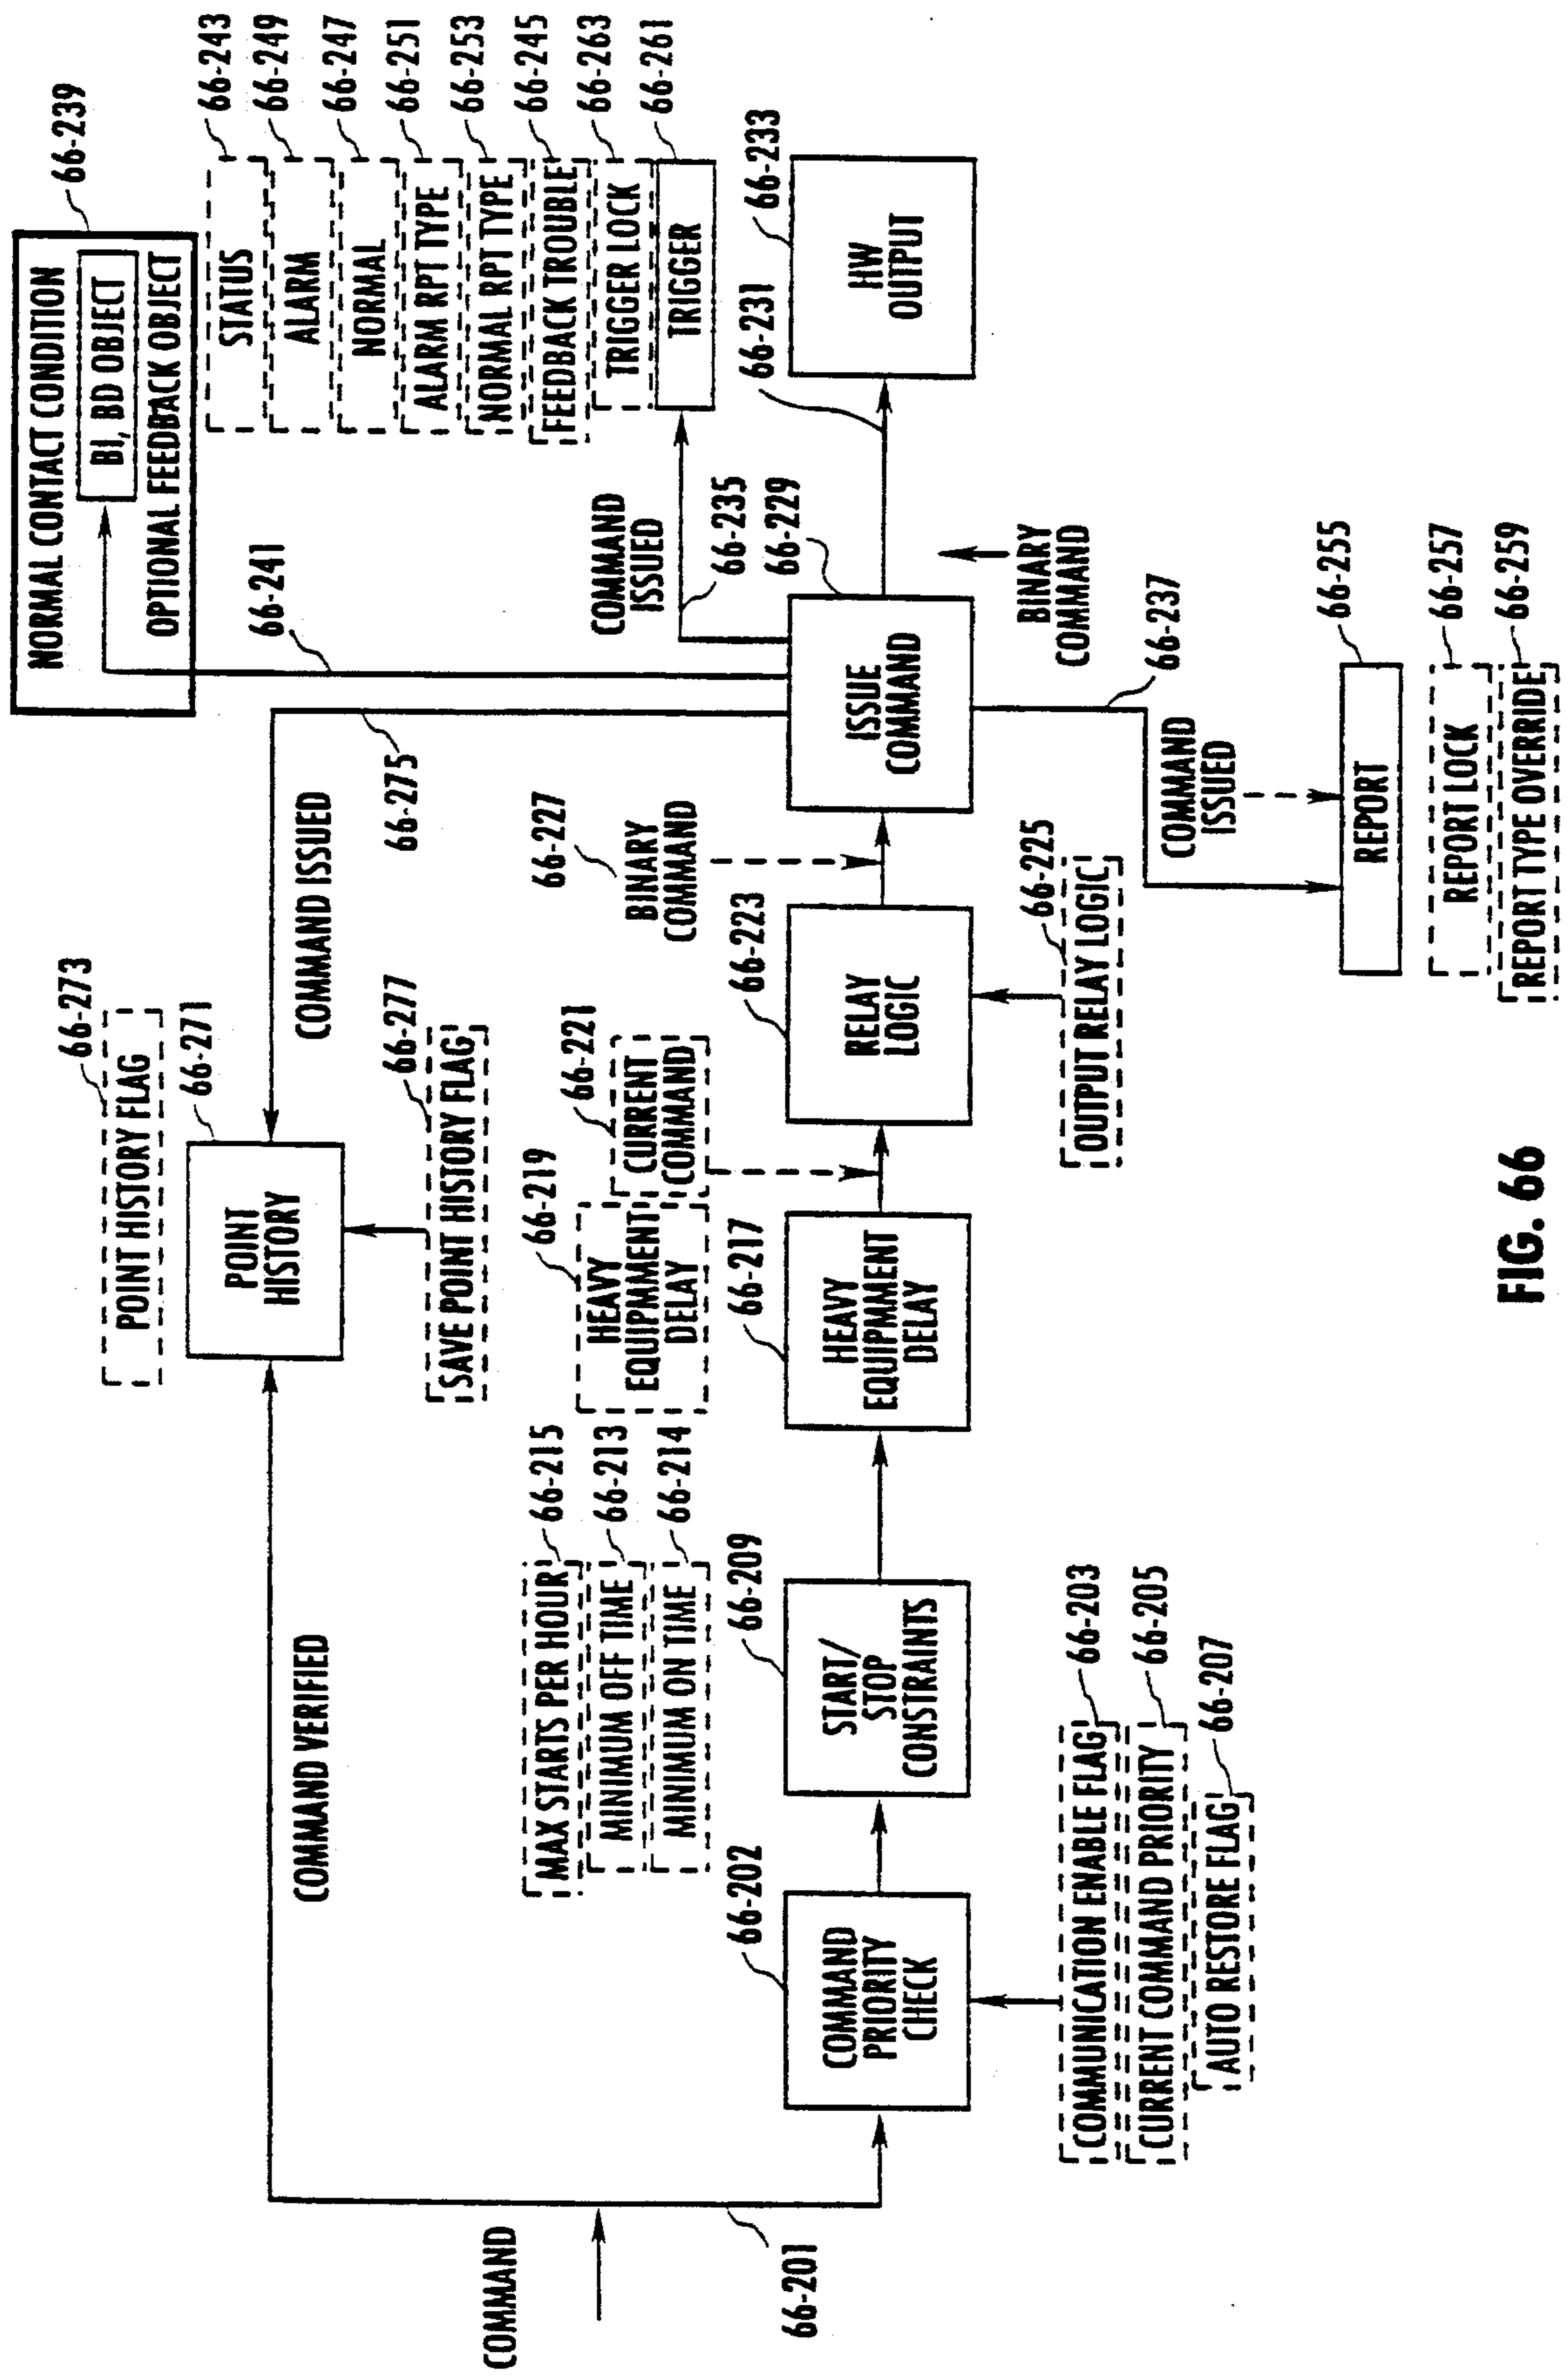 NORMAL CONTACT CONDITION
BI, BD OBJECT
OPTIONAL FEEDBACK OBJECT
66-239
66-241
STATUS
66-243
ALARM
66-249
NORMAL
66-247
ALARM RPT TYPE
66-251
NORMAL RPT TYPE
66-253
FEEDBACK TROUBLE
66-245
TRIGGER LOCK
66-263
TRIGGER
66-261
POINT HISTORY FLAG
66-273
POINT
HISTORY
66-271
COMMAND VERIFIED
COMMAND ISSUED
66-275
SAVE POINT HISTORY FLAG
66-277
COMMAND
66-201
MAX STARTS PER HOUR
66-215
MINIMUM OFF TIME
66-213
MINIMUM ON TIME
66-214
HEAVY
EQUIPMMENT
DELAY
66-219
CURRENT
COMMAND
66-221
66-227
BINARY
COMMAND
COMMAND
ISSUED
66-235
COMMAND
PRIORITY
CHECK
66-202
START/
STOP
CONSTRAINTS
66-209
HEAVY
EQUIPMMENT
DELAY
66-217
RELAY
LOGIC
66-223
ISSUE
COMMAND
66-229
66-231
HW
OUTPUT
66-233
BINARY
COMMAND
COMMUNICATION ENABLE FLAG
66-203
CURRENT COMMAND PRIORITY
66-205
AUTO RESTORE FLAG
66-207
OUTPUT RELAY LOGIC
66-225
66-237
COMMAND
ISSUED
REPORT
66-255
REPORT LOCK
66-257
REPORT TYPE OVERRIDE
66-259
FIG. 66